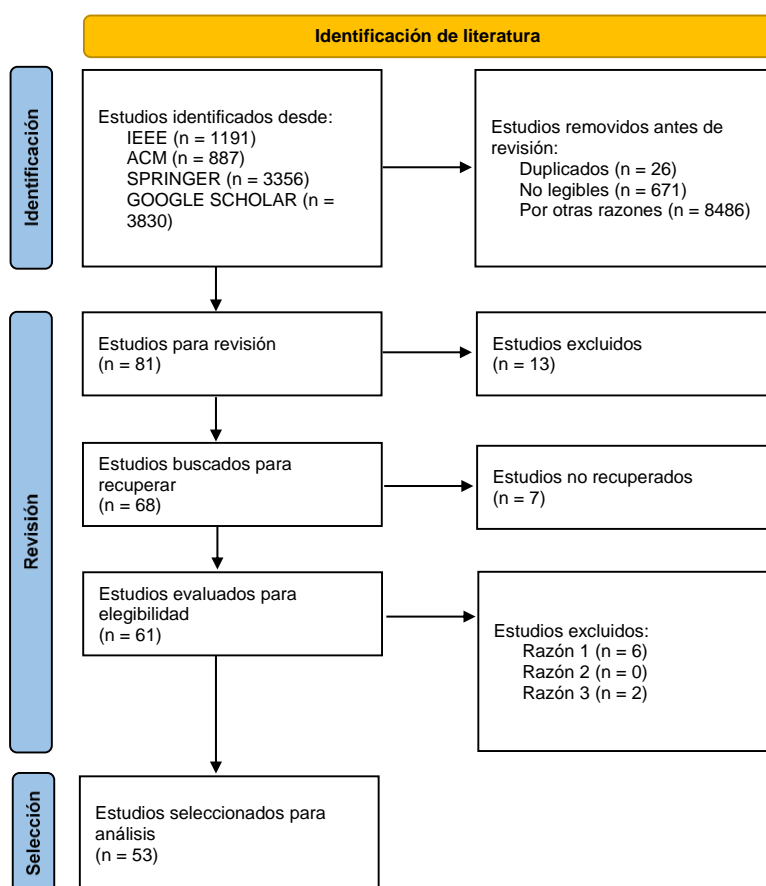 Identificación de literatura
Identificación
Estudios identificados desde:
IEEE (n = 1191)
ACM (n = 887)
SPRINGER (n = 3356)
GOOGLE SCHOLAR (n =
3830)
Estudios removidos antes de
revisión:
Duplicados (n = 26)
No legibles (n = 671)
Por otras razones (n = 8486)
Revisión
Estudios para revisión
(n = 81)
Estudios excluidos
(n = 13)
Estudios buscados para
recuperar
(n = 68)
Estudios no recuperados
(n = 7)
Estudios evaluados para
elegibilidad
(n = 61)
Estudios excluidos:
Razón 1 (n = 6)
Razón 2 (n = 0)
Razón 3 (n = 2)
Selección
Estudios seleccionados para
análisis
(n = 53)